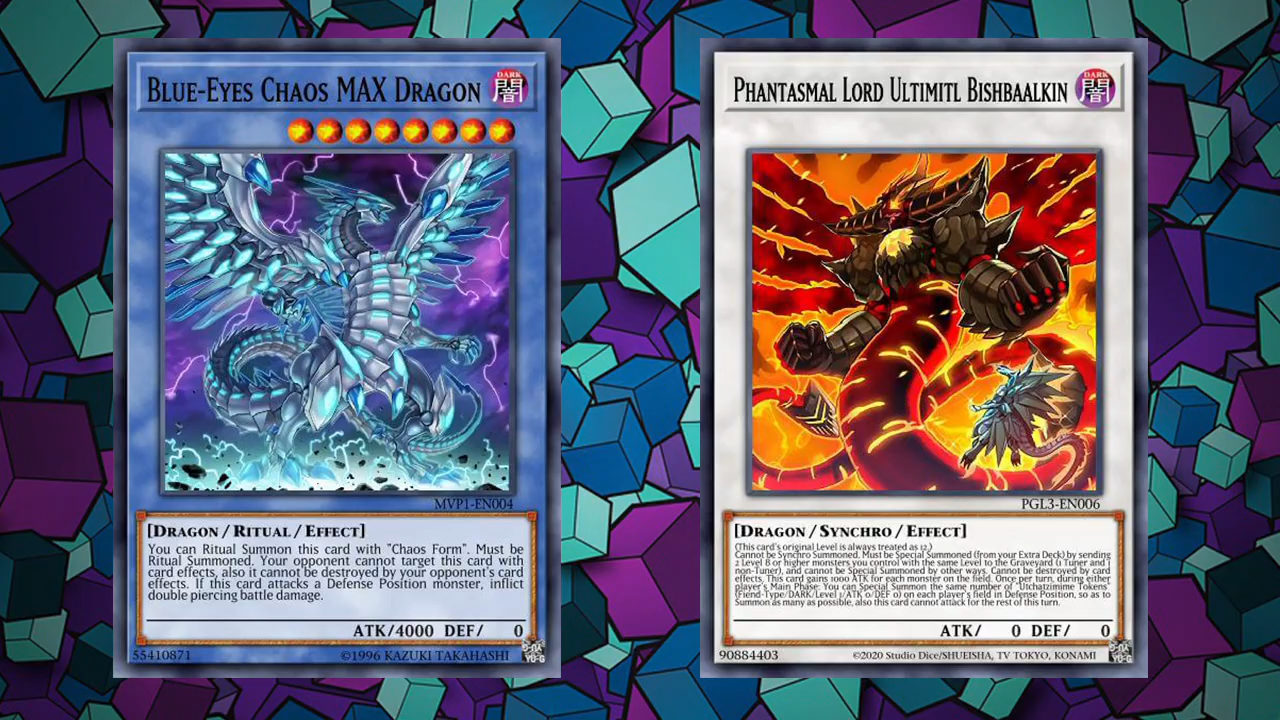 BLUE-EYES CHAOS MAX DRAGON
DARK
闇
MVP1-EN004
[DRAGON / RITUAL / EFFECT]
You can Ritual Summon this card with "Chaos Form". Must be
Ritual Summoned. Your opponent cannot target this card with
card effects, also it cannot be destroyed by your opponent's card
effects. If this card attacks a Defense Position monster, inflict
double piercing battle damage.
ATK/4000 DEF/ 0
55410871 ©1996 KAZUKI TAKAHASHI
PHANTASMAL LORD ULTIMITL BISHBAALKIN
DARK
闇
PGL3-EN006
[DRAGON / SYNCHRO / EFFECT]
(This card's original Level is always treated as 12.)
Cannot be Synchro Summoned. Must be Special Summoned (from your Extra Deck) by sending
2 Level 8 or higher monsters you control with the same Level to the Graveyard (1 Tuner and 1
non-Tuner), and cannot be Special Summoned by other ways. Cannot be destroyed by card
effects. This card gains 1000 ATK for each monster on the field. Once per turn, during either
player's Main Phase: You can Special Summon the same number of "Utchatzimime Tokens"
(Fiend-Type/DARK/Level 1/ATK 0/DEF 0) on each player's field in Defense Position, so as to
Summon as many as possible, also this card cannot attack for the rest of this turn.
ATK/ 0 DEF/ 0
90884403 ©2020 Studio Dice/SHUEISHA, TV TOKYO, KONAMI